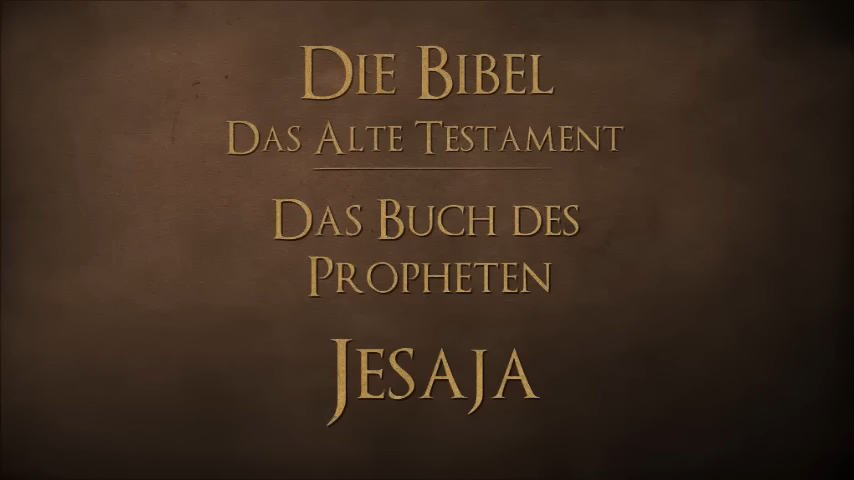 Die Bibel
Das Alte Testament
Das Buch des
Propheten
Jesaja